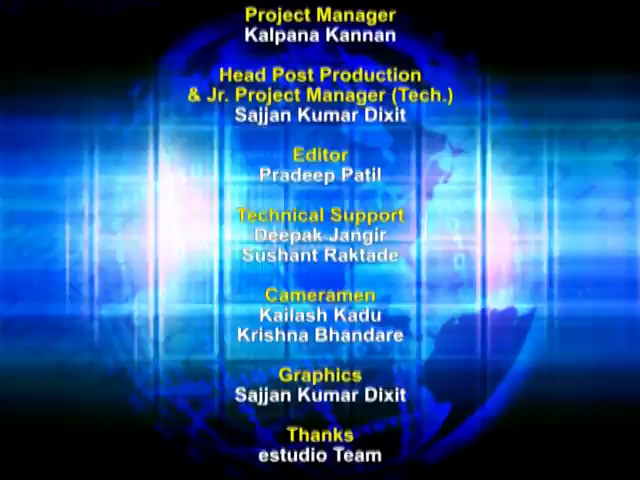 Project Manager
Kalpana Kannan
Head Post Production
& Jr. Project Manager (Tech.)
Sajjan Kumar Dixit
Editor
Pradeep Patil
Technical Support
Deepak Jangir
Sushant Raktade
Cameramen
Kailash Kadu
Krishna Bhandare
Graphics
Sajjan Kumar Dixit
Thanks
estudio Team